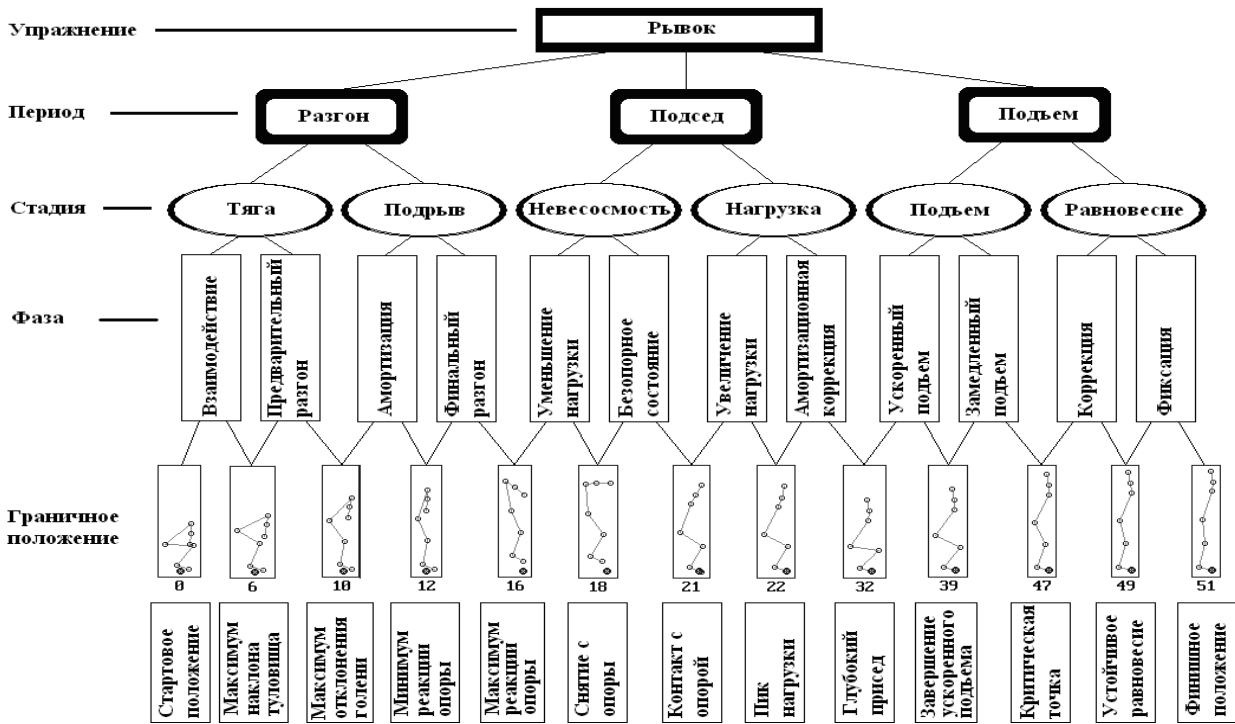 Упражнение
Рывок
Период
Разгон
Подсед
Подъем
Стадия
Тяга
Подрыв
Невесосмость
Нагрузка
Подъем
Равновесие
Фаза
Взаимодействие
Предварительный
разгон
Амортизация
Финальный
разгон
Уменьшение
нагрузки
Безопорное
состояние
Увеличение
нагрузки
Амортизационная
коррекция
Ускоренный
подъем
Замедленный
подъем
Коррекция
Фиксация
Граничное
положение
0
6
10
12
16
18
21
22
32
39
47
49
51
Стартовое
положение
Максимум
наклона
туловища
Максимум
отклонения
голени
Минимум
реакции
опоры
Максимум
реакции
опоры
Снятие с
опоры
Контакт с
опорой
Пик
нагрузки
Глубокий
присед
Завершение
ускоренного
подъема
Критическая
точка
Устойчивое
равновесие
Финишное
положение